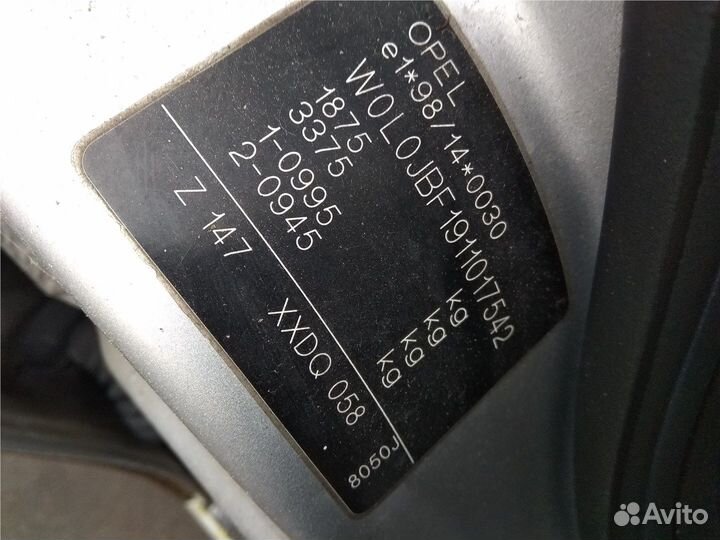 OPEL
e1*98/14*0030
W0L0JBF1911017542
1875 kg
3375 kg
1-0995 kg
2-0945 kg
Z 147 XXDQ 058
8050J
Avito